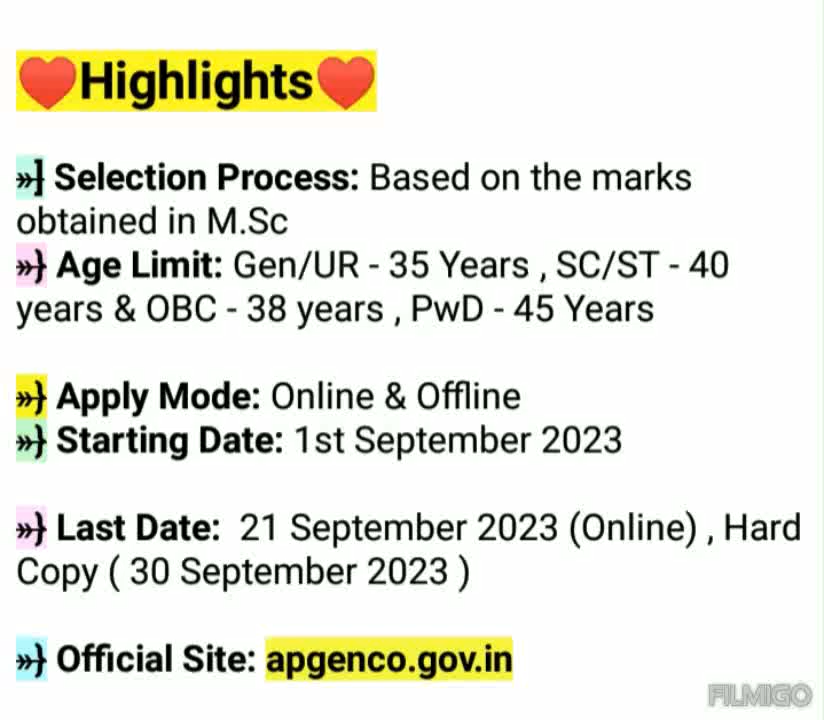 ❤️Highlights❤️
»] Selection Process: Based on the marks
obtained in M.Sc
»} Age Limit: Gen/UR - 35 Years , SC/ST - 40
years & OBC - 38 years , PwD - 45 Years
»} Apply Mode: Online & Offline
»} Starting Date: 1st September 2023
»} Last Date: 21 September 2023 (Online) , Hard
Copy ( 30 September 2023 )
»} Official Site: apgenco.gov.in
FILMIGO